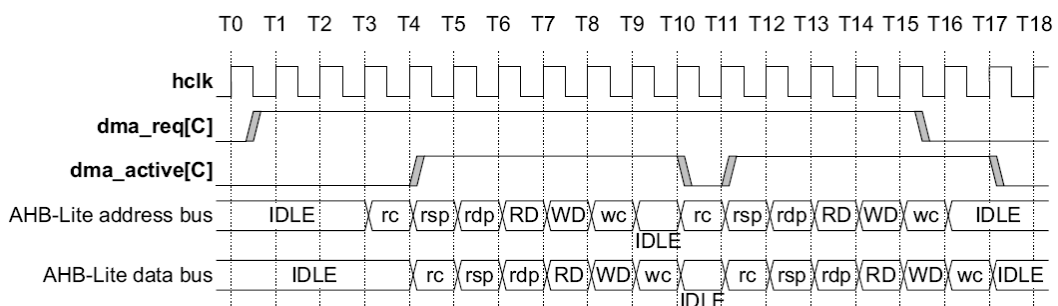 T0 T1 T2 T3 T4 T5 T6 T7 T8 T9 T10 T11 T12 T13 T14 T15 T16 T17 T18
hclk
dma_req[C]
dma_active[C]
AHB-Lite address bus IDLE rc rsp rdp RD WD wc IDLE rc rsp rdp RD WD wc IDLE
AHB-Lite data bus IDLE rc rsp rdp RD WD wc IDLE rc rsp rdp RD WD wc IDLE